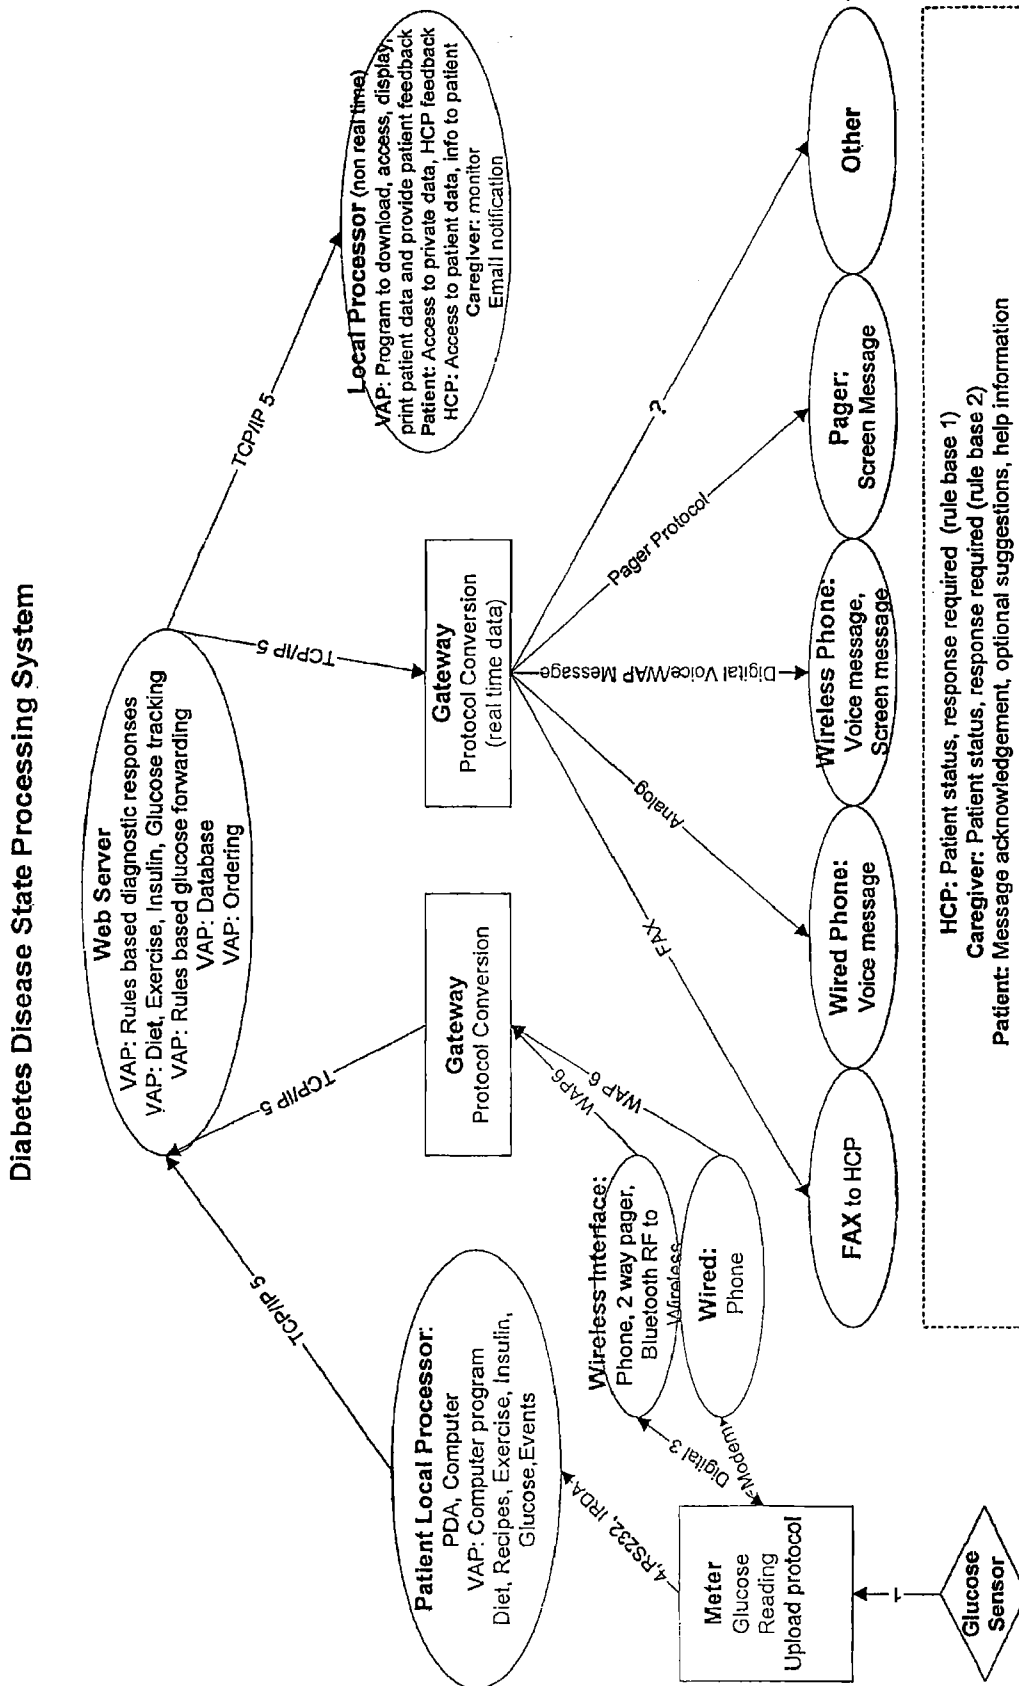 Diabetes Disease State Processing System
Web Server
VAP: Rules based diagnostic responses
VAP: Diet, Exercise, Insulin, Glucose tracking
VAP: Rules based glucose forwarding
VAP: Database
VAP: Ordering
TCP/IP 5
TCP/IP 5
TCP/IP 5
TCP/IP 5
Patient Local Processor:
PDA, Computer
VAP: Computer program
Diet, Recipes, Exercise, Insulin,
Glucose,Events
Gateway
Protocol Conversion
Gateway
Protocol Conversion
(real time data)
Local Processor (non real time)
VAP: Program to download, access, display,
print patient data and provide patient feedback
Patient: Access to private data, HCP feedback
HCP: Access to patient data, info to patient
Caregiver: monitor
Email notification
WAP6
WAP 6
Wireless Interface:
Phone, 2 way pager,
Bluetooth RF to
Wireless
Wired:
Phone
4,RS232, IRDA
Digital 3
Modem
Meter
Glucose
Reading
Upload protocol
1
Glucose
Sensor
FAX
Analog
Digital Voice/WAP Message
Pager Protocol
?
FAX to HCP
Wired Phone:
Voice message
Wireless Phone:
Voice message,
Screen message
Pager:
Screen Message
Other
HCP: Patient status, response required (rule base 1)
Caregiver: Patient status, response required (rule base 2)
Patient: Message acknowledgement, optional suggestions, help information